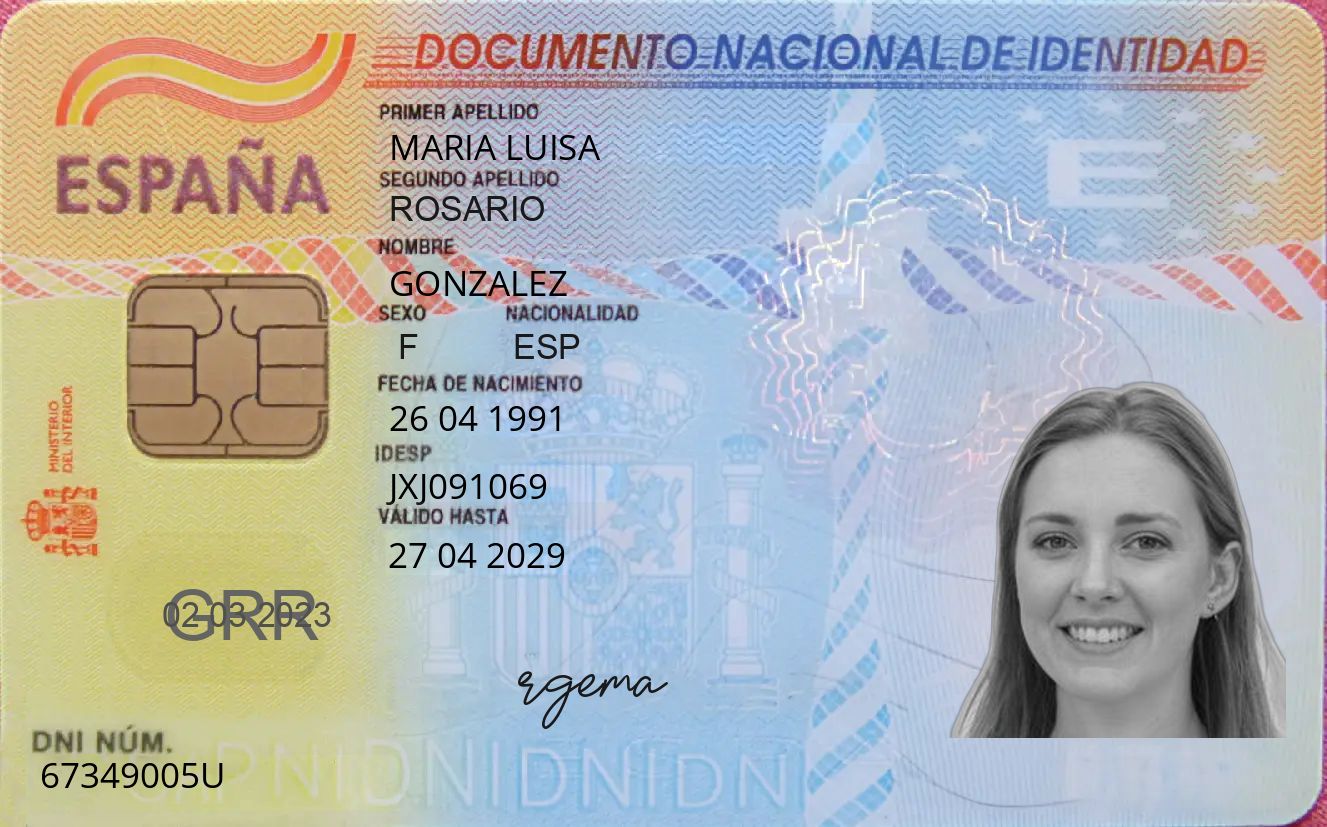 DOCUMENTO NACIONAL DE IDENTIDAD
ESPAÑA
PRIMER APELLIDO
MARIA LUISA
SEGUNDO APELLIDO
ROSARIO
NOMBRE
GONZALEZ
SEXO NACIONALIDAD
F ESP
FECHA DE NACIMIENTO
26 04 1991
IDESP
JXJ091069
VÁLIDO HASTA
27 04 2029
MINISTERIO
DEL INTERIOR
E
GRR
02-03-2023
rgema
DNI NÚM.
67349005U
DNIDNIDNIDNI